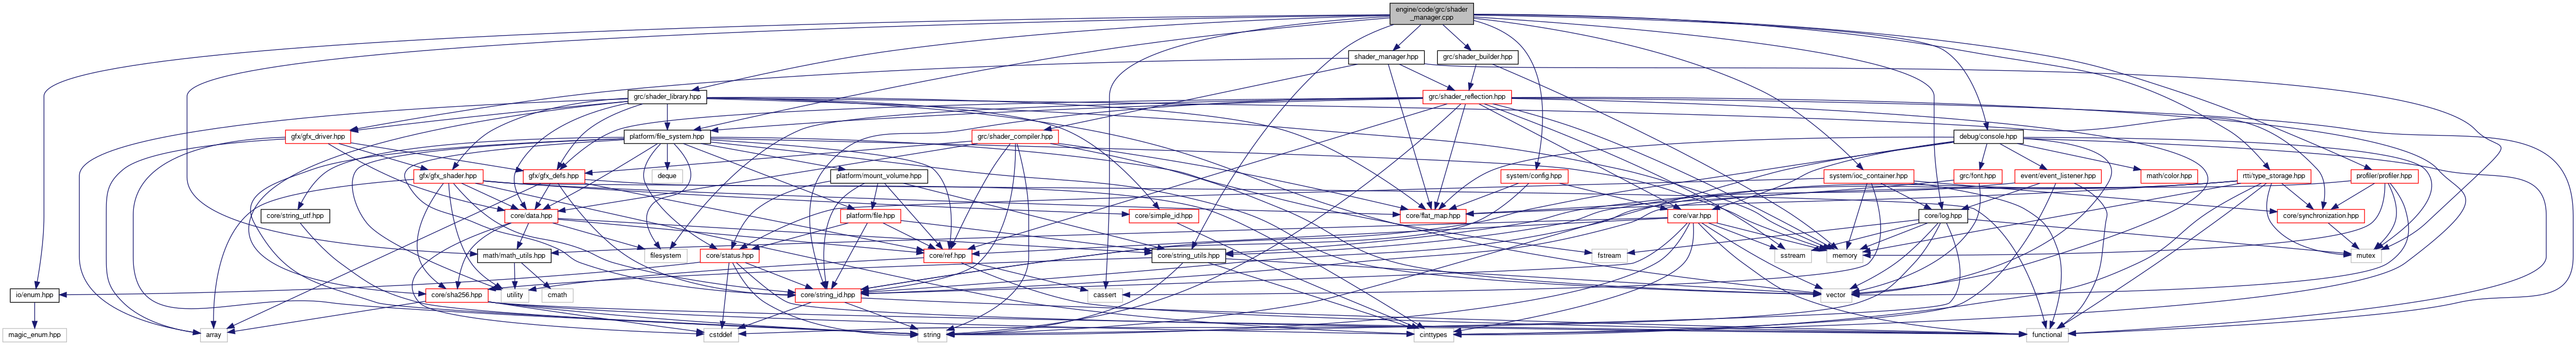 engine/code/grc/shader
_manager.cpp
shader_manager.hpp
grc/shader_builder.hpp
grc/shader_library.hpp
grc/shader_reflection.hpp
gfx/gfx_driver.hpp
platform/file_system.hpp
grc/shader_compiler.hpp
debug/console.hpp
gfx/gfx_shader.hpp
gfx/gfx_defs.hpp
deque
platform/mount_volume.hpp
system/config.hpp
system/ioc_container.hpp
grc/font.hpp
event/event_listener.hpp
math/color.hpp
rtti/type_storage.hpp
profiler/profiler.hpp
core/string_utf.hpp
core/data.hpp
core/simple_id.hpp
platform/file.hpp
core/flat_map.hpp
core/var.hpp
core/log.hpp
core/synchronization.hpp
math/math_utils.hpp
filesystem
core/status.hpp
core/ref.hpp
core/string_utils.hpp
fstream
sstream
memory
mutex
io/enum.hpp
core/sha256.hpp
utility
cmath
core/string_id.hpp
cassert
vector
magic_enum.hpp
array
cstddef
string
cinttypes
functional